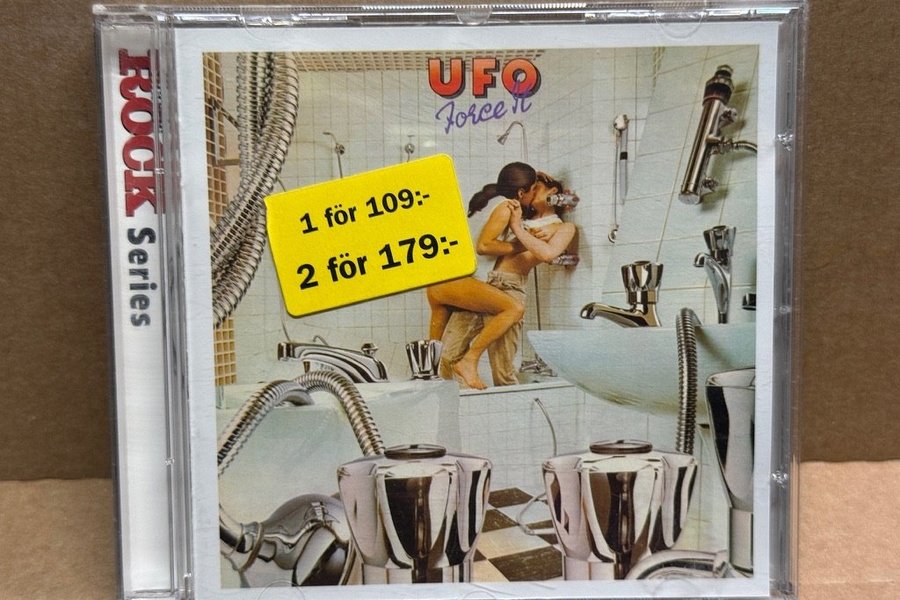 ROCK Series
UFO
Force It
1 för 109:-
2 för 179:-